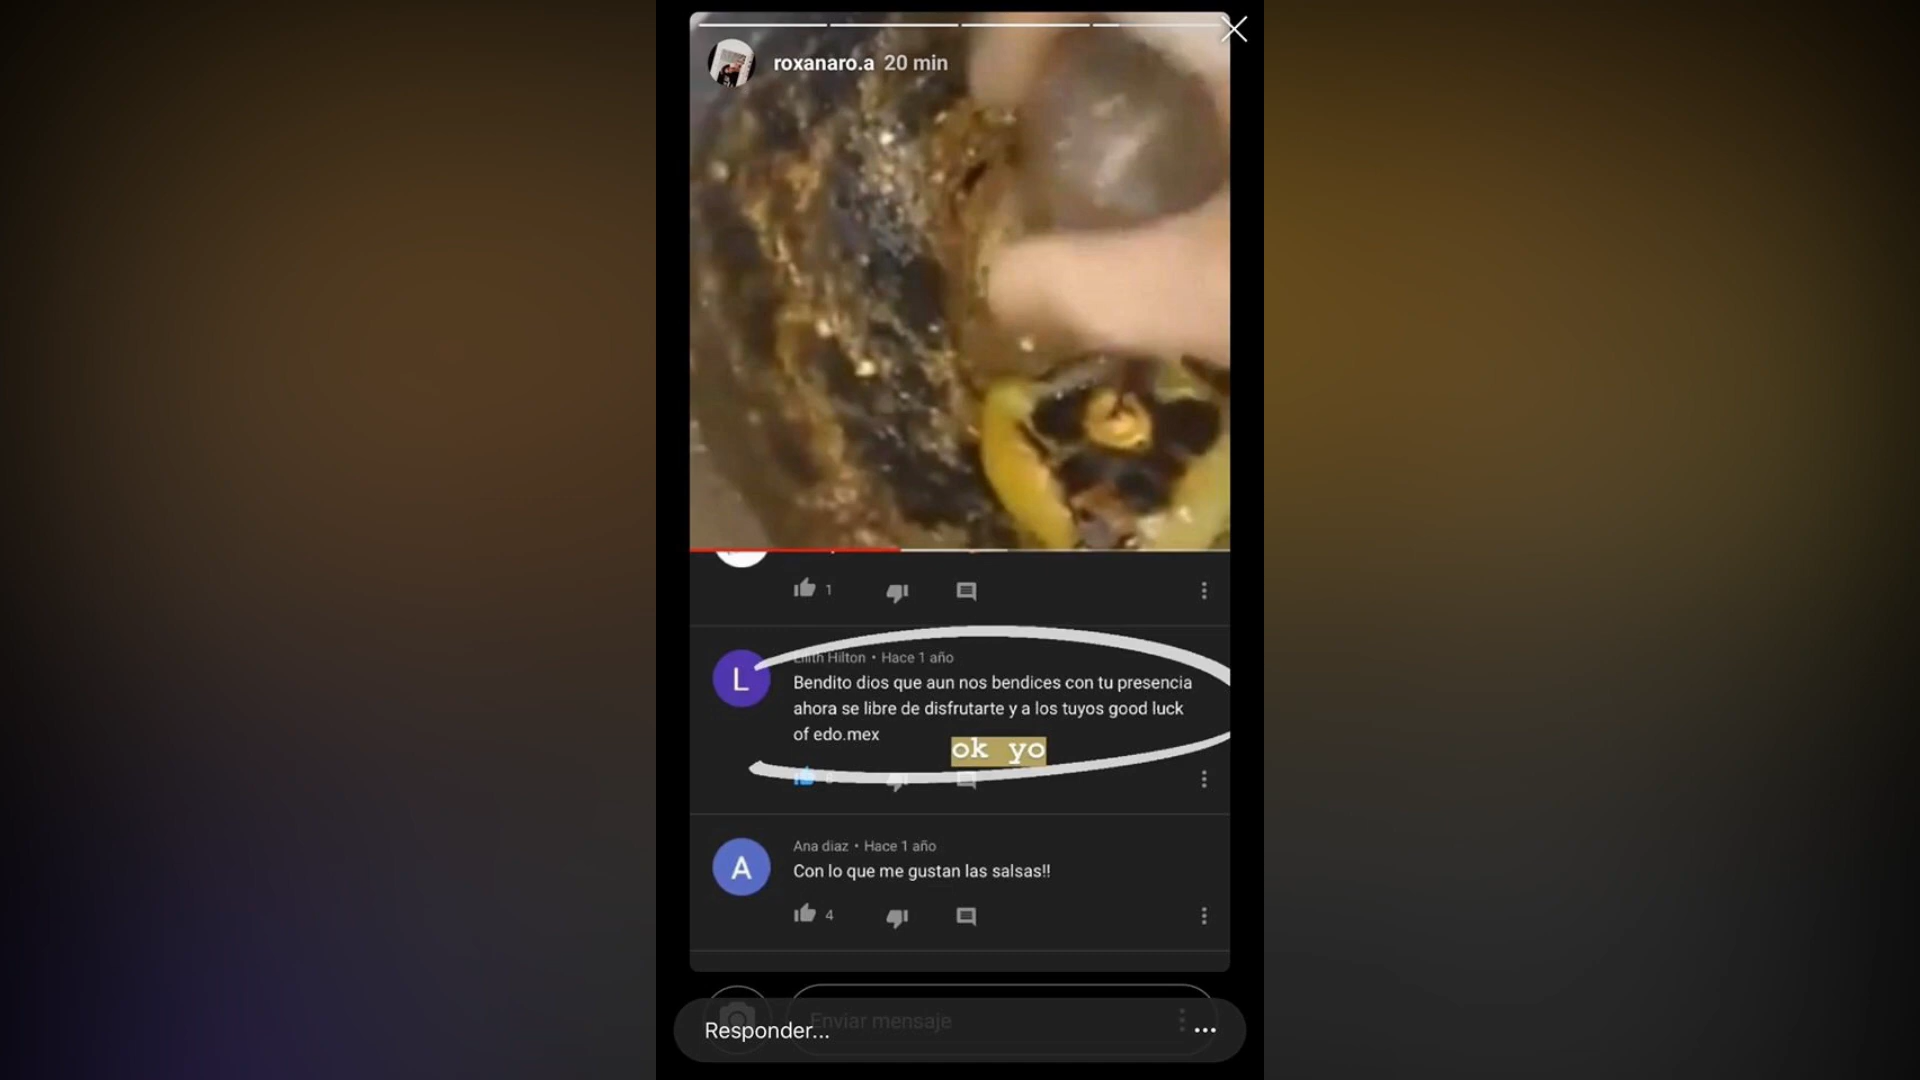 roxanaro.a 20 min
1
Lilith Hilton • Hace 1 año
Bendito dios que aun nos bendices con tu presencia
ahora se libre de disfrutarte y a los tuyos good luck
of edo.mex
ok yo
L
A
Ana diaz • Hace 1 año
Con lo que me gustan las salsas!!
4
Enviar mensaje
Responder...